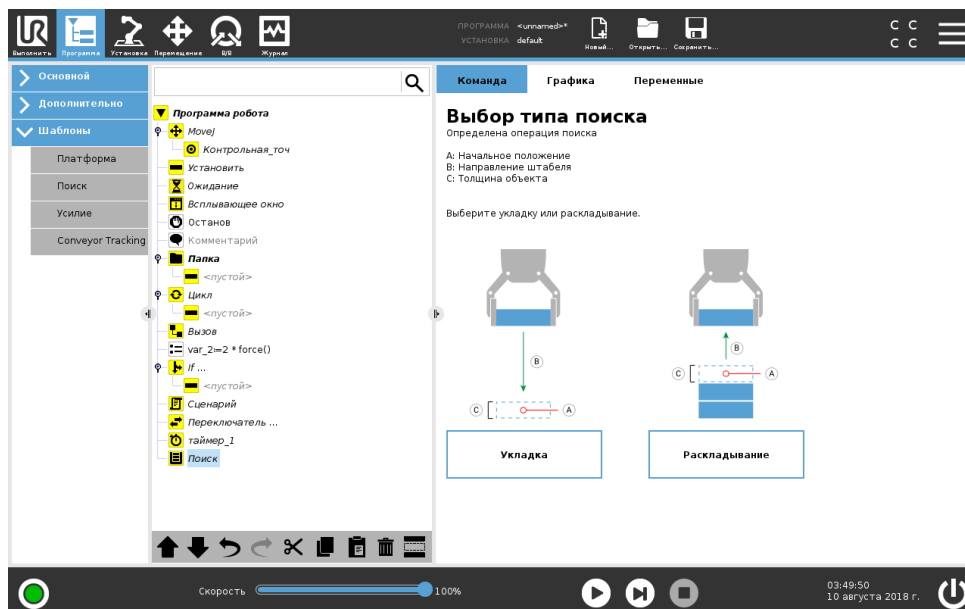 UR
Выполнить
Программа
Установка
Перемещение
В/В
Журнал
ПРОГРАММА <unnamed>*
УСТАНОВКА default
Новый...
Открыть...
Сохранить...
C C
C C
Основной
Дополнительно
Шаблоны
Платформа
Поиск
Усилие
Conveyor Tracking
Программа робота
MoveJ
Контрольная_точ
Установить
Ожидание
Всплывающее окно
Останов
Комментарий
Папка
<пустой>
Цикл
<пустой>
Вызов
var_2≔2 * force()
If ...
<пустой>
Сценарий
Переключатель ...
таймер_1
Поиск
Команда
Графика
Переменные
Выбор типа поиска
Определена операция поиска
A: Начальное положение
B: Направление штабеля
C: Толщина объекта
Выберите укладку или раскладывание.
B
C
A
B
C
A
Укладка
Раскладывание
Скорость
100%
03:49:50
10 августа 2018 г.